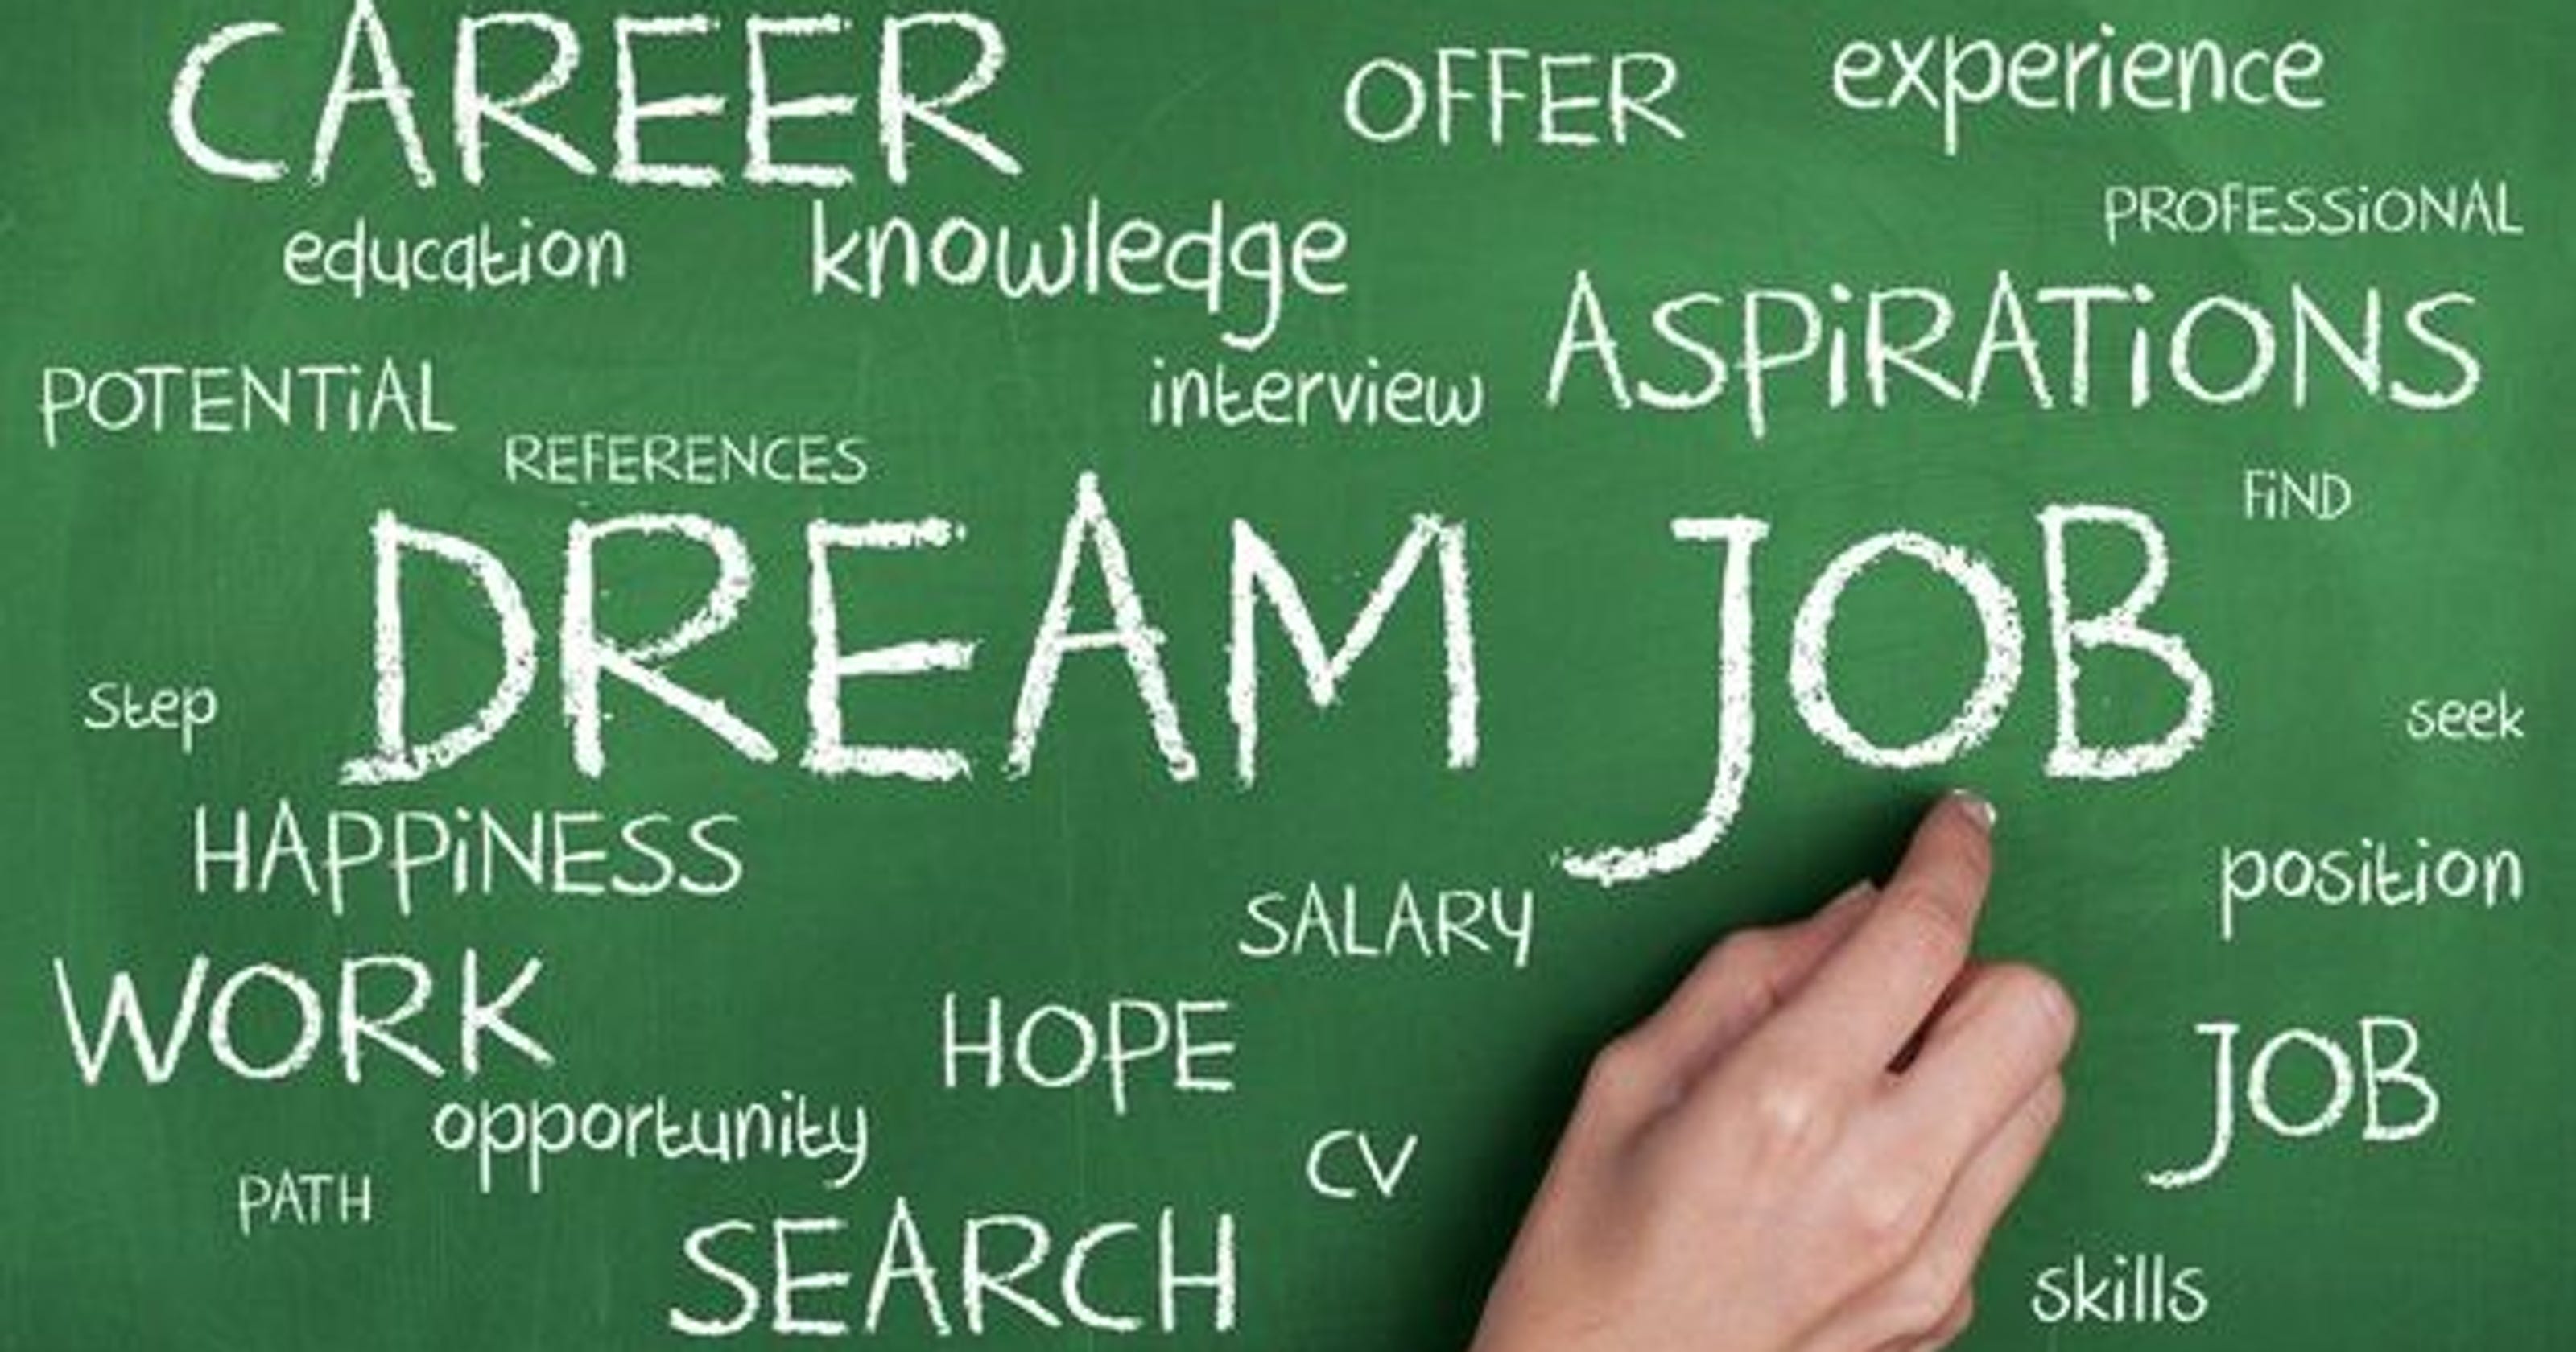 CAREER
OFFER
experience
PROFESSiONAL
education
knowledge
ASPiRATiONS
POTENTiAL
interview
REFERENCES
FiND
DREAM JOB
Step
seek
HAPPiNESS
position
SALARY
WORK
HOPE
JOB
opportunity
CV
PATH
SEARCH
skills